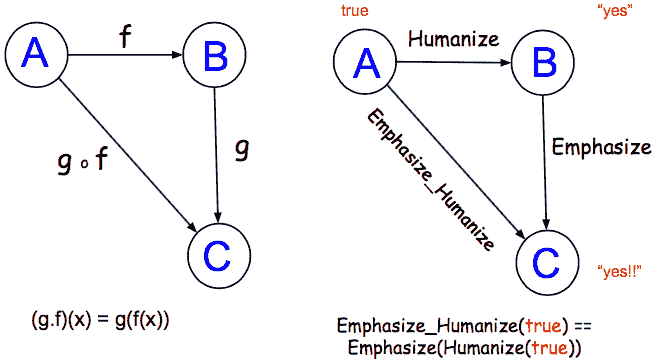 A
f
B
g ∘ f
g
C
(g.f)(x) = g(f(x))
true
"yes"
A
Humanize
B
Emphasize_Humanize
Emphasize
C
"yes!!"
Emphasize_Humanize(true) ==
Emphasize(Humanize(true))